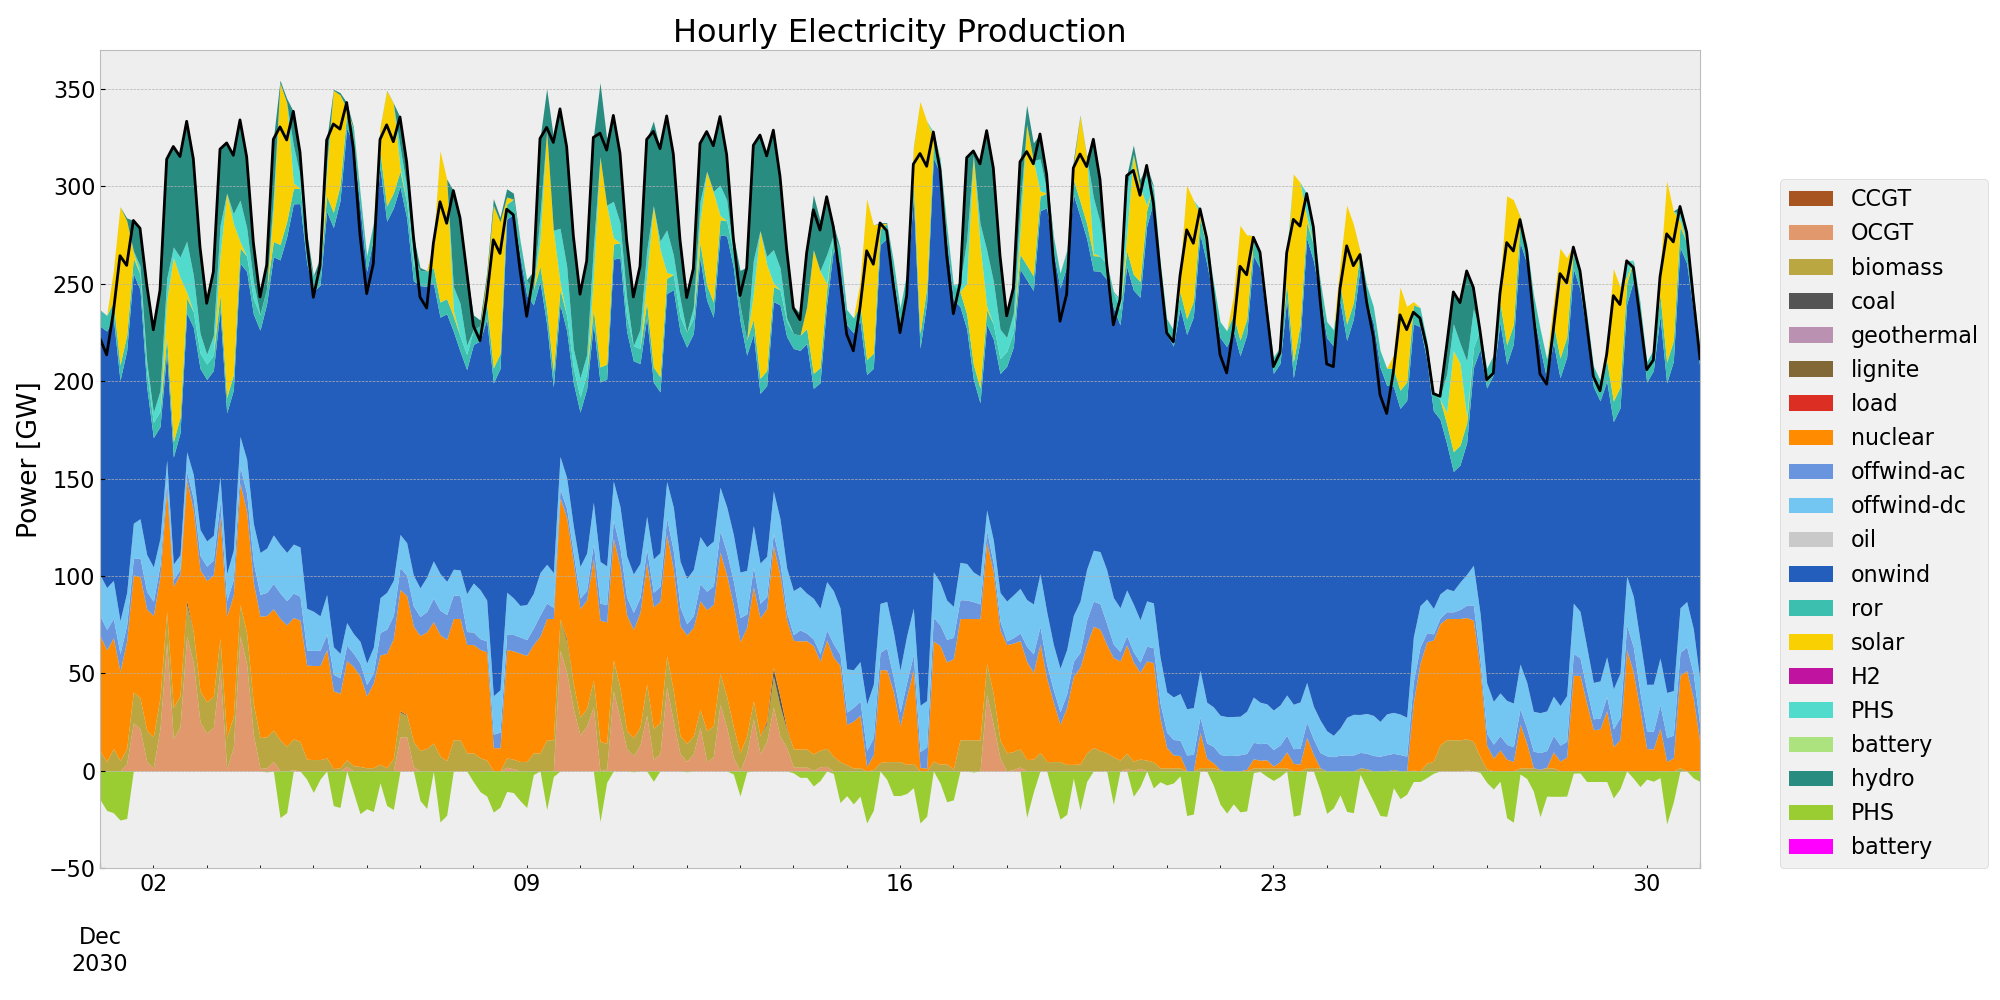 Hourly Electricity Production
Power [GW]
350
300
250
200
150
100
50
0
−50
02
09
16
23
30
Dec
2030
CCGT
OCGT
biomass
coal
geothermal
lignite
load
nuclear
offwind-ac
offwind-dc
oil
onwind
ror
solar
H2
PHS
battery
hydro
PHS
battery